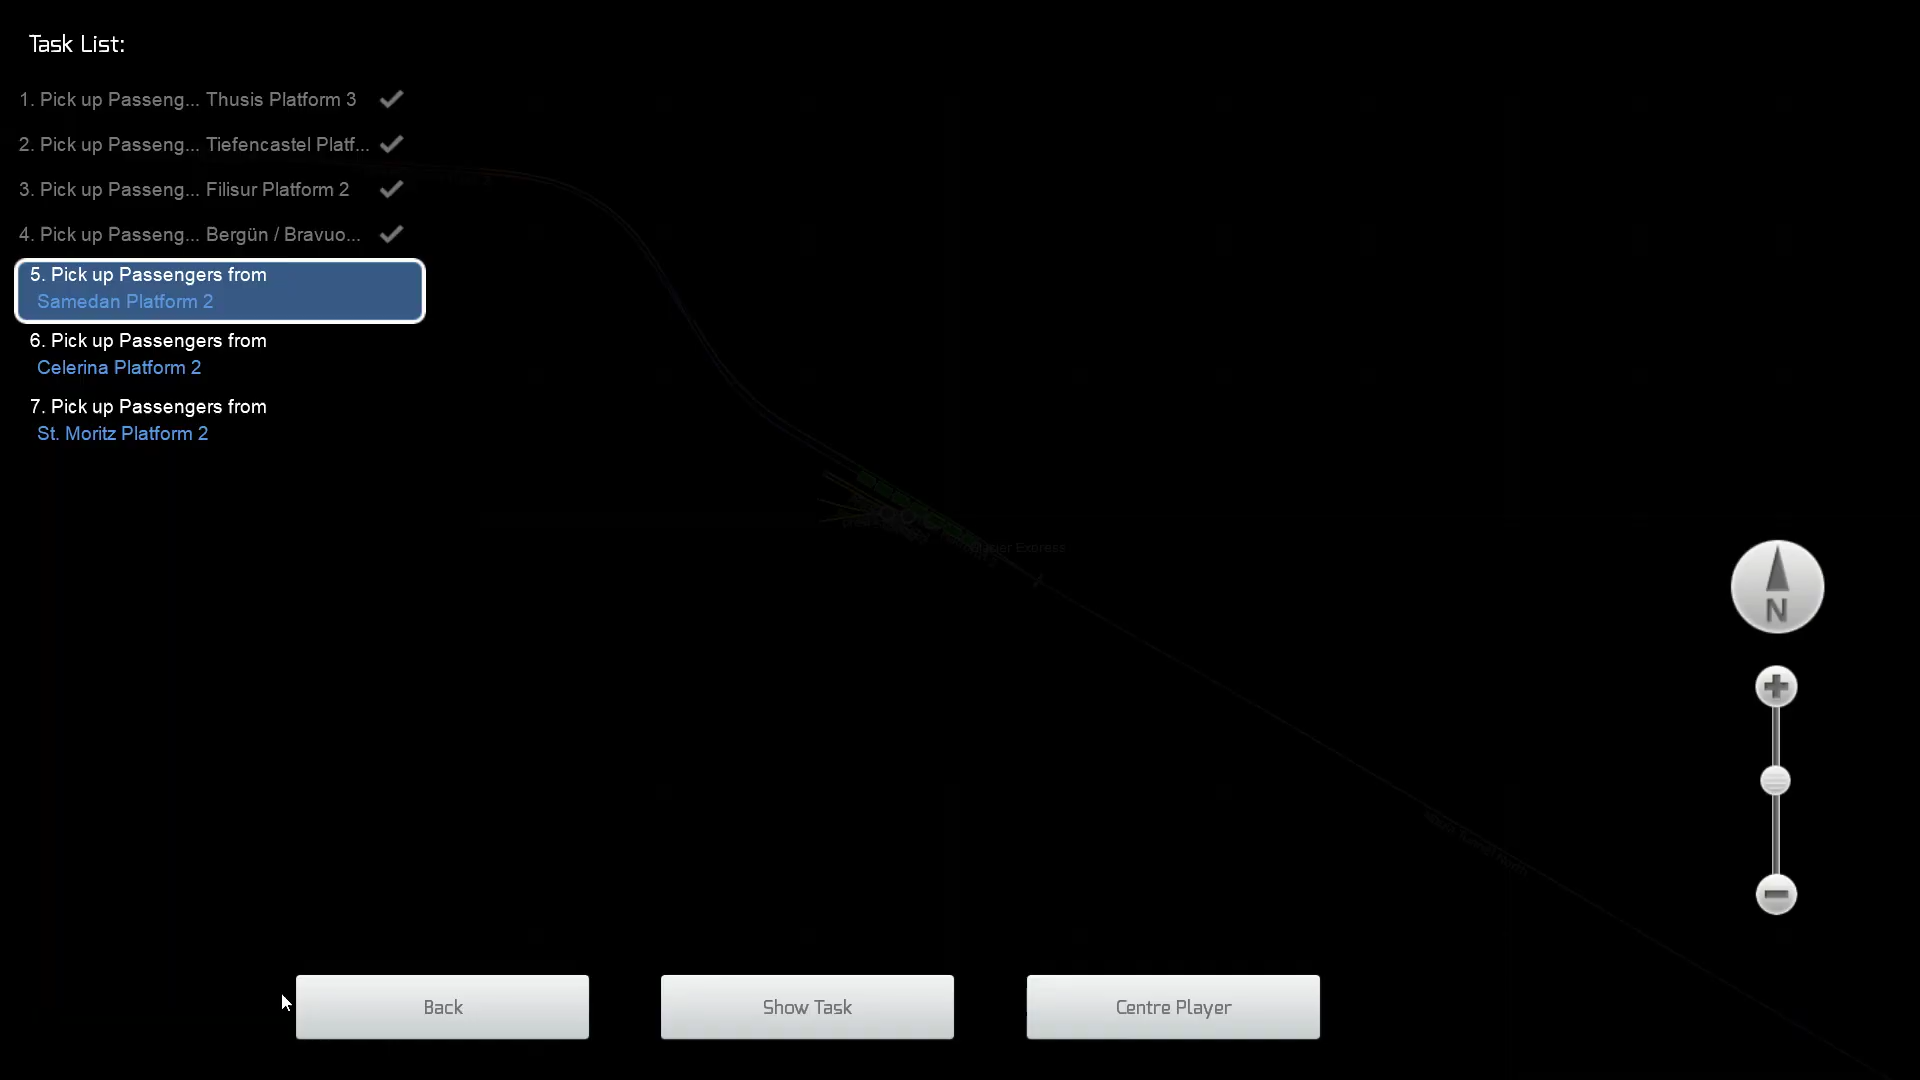 Task List:
1. Pick up Passeng... Thusis Platform 3
2. Pick up Passeng... Tiefencastel Platf...
3. Pick up Passeng... Filisur Platform 2
4. Pick up Passeng... Bergün / Bravuo...
5. Pick up Passengers from
Samedan Platform 2
6. Pick up Passengers from
Celerina Platform 2
7. Pick up Passengers from
St. Moritz Platform 2
Express
N
Back
Show Task
Centre Player